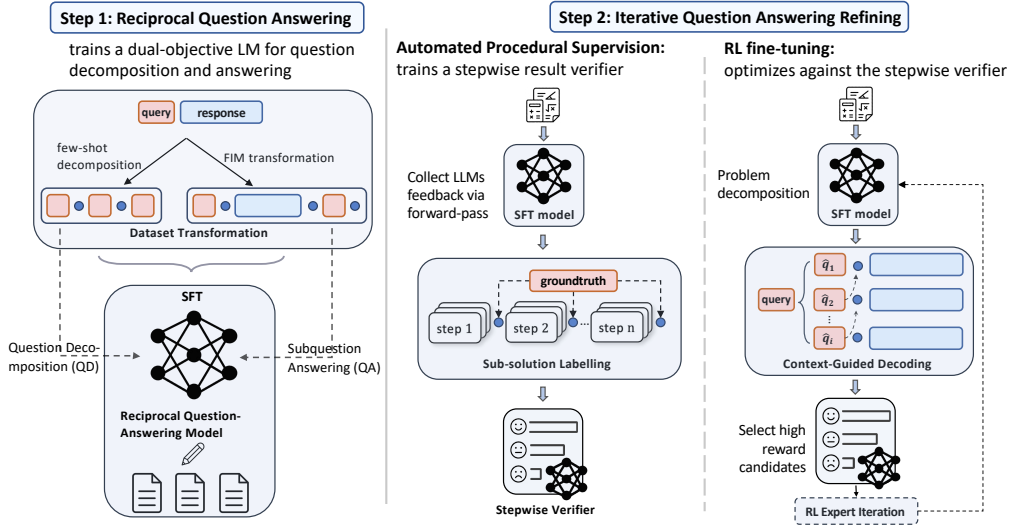 Step 1: Reciprocal Question Answering
trains a dual-objective LM for question
decomposition and answering
query
response
few-shot
decomposition
FIM transformation
Dataset Transformation
SFT
Question Deco-
mposition (QD)
Subquestion
Answering (QA)
Reciprocal Question-
Answering Model
Step 2: Iterative Question Answering Refining
Automated Procedural Supervision:
trains a stepwise result verifier
Collect LLMs
feedback via
forward-pass
SFT model
groundtruth
step 1
step 2
...
step n
Sub-solution Labelling
Stepwise Verifier
RL fine-tuning:
optimizes against the stepwise verifier
Problem
decomposition
SFT model
query
q̂₁
q̂₂
⋮
q̂ᵢ
Context-Guided Decoding
Select high
reward
candidates
RL Expert Iteration